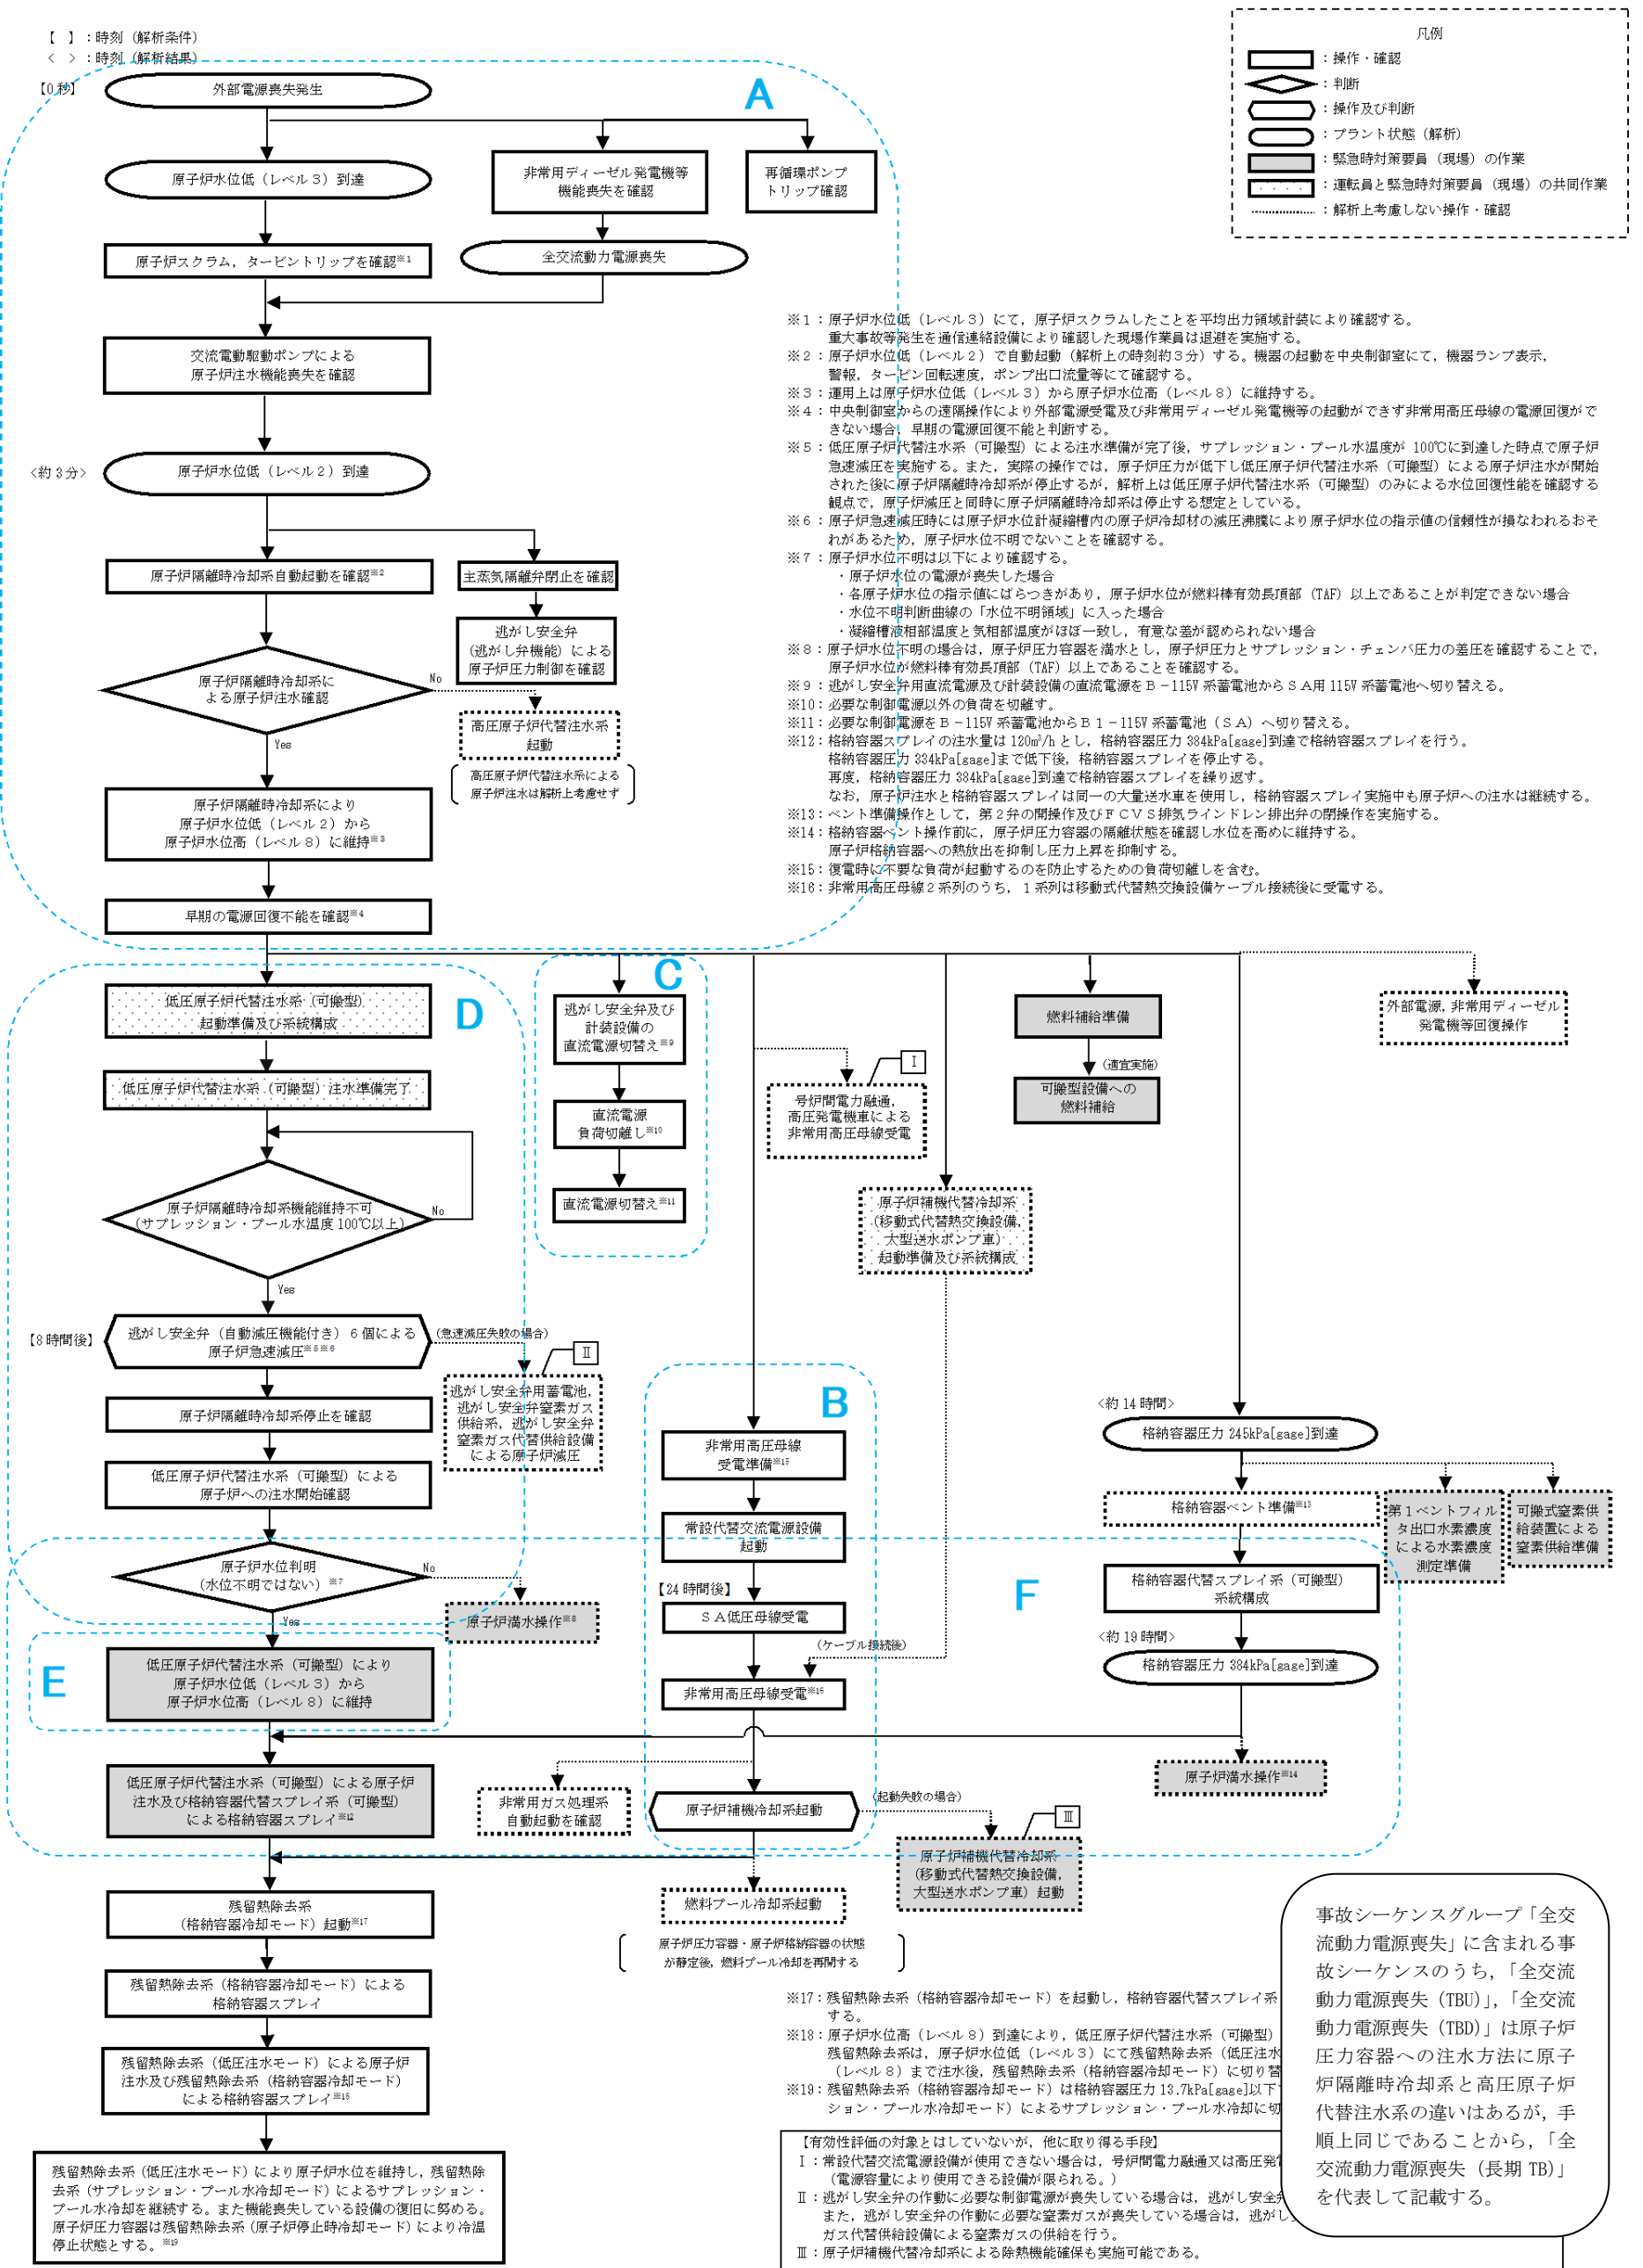 【　】：時刻（解析条件）
＜　＞：時刻（解析結果）
凡例
：操作・確認
：判断
：操作及び判断
：プラント状態（解析）
：緊急時対策要員（現場）の作業
：運転員と緊急時対策要員（現場）の共同作業
：解析上考慮しない操作・確認
【0 秒】
外部電源喪失発生
A
原子炉水位低（レベル３）到達
非常用ディーゼル発電機等
機能喪失を確認
再循環ポンプ
トリップ確認
原子炉スクラム，タービントリップを確認※1
全交流動力電源喪失
交流電動駆動ポンプによる
原子炉注水機能喪失を確認
＜約 3 分＞
原子炉水位低（レベル２）到達
原子炉隔離時冷却系自動起動を確認※2
主蒸気隔離弁閉止を確認
逃がし安全弁
（逃がし弁機能）による
原子炉圧力制御を確認
原子炉隔離時冷却系に
よる原子炉注水確認
No
Yes
高圧原子炉代替注水系
起動
高圧原子炉代替注水系による
原子炉注水は解析上考慮せず
原子炉隔離時冷却系により
原子炉水位低（レベル２）から
原子炉水位高（レベル８）に維持※3
早期の電源回復不能を確認※4
※１：原子炉水位低（レベル３）にて，原子炉スクラムしたことを平均出力領域計装により確認する。
重大事故等発生を通信連絡設備により確認した現場作業員は退避を実施する。
※２：原子炉水位低（レベル２）で自動起動（解析上の時刻約３分）する。機器の起動を中央制御室にて，機器ランプ表示，
警報，タービン回転速度，ポンプ出口流量等にて確認する。
※３：運用上は原子炉水位低（レベル３）から原子炉水位高（レベル８）に維持する。
※４：中央制御室からの遠隔操作により外部電源受電及び非常用ディーゼル発電機等の起動ができず非常用高圧母線の電源回復がで
きない場合，早期の電源回復不能と判断する。
※５：低圧原子炉代替注水系（可搬型）による注水準備が完了後，サプレッション・プール水温度が 100℃に到達した時点で原子炉
急速減圧を実施する。また，実際の操作では，原子炉圧力が低下し低圧原子炉代替注水系（可搬型）による原子炉注水が開始
された後に原子炉隔離時冷却系が停止するが，解析上は低圧原子炉代替注水系（可搬型）のみによる水位回復性能を確認する
観点で，原子炉減圧と同時に原子炉隔離時冷却系は停止する想定としている。
※６：原子炉急速減圧時には原子炉水位計凝縮槽内の原子炉冷却材の減圧沸騰により原子炉水位の指示値の信頼性が損なわれるおそ
れがあるため，原子炉水位不明でないことを確認する。
※７：原子炉水位不明は以下により確認する。
・原子炉水位の電源が喪失した場合
・各原子炉水位の指示値にばらつきがあり，原子炉水位が燃料棒有効長頂部（TAF）以上であることが判定できない場合
・水位不明判断曲線の「水位不明領域」に入った場合
・凝縮槽液相部温度と気相部温度がほぼ一致し，有意な差が認められない場合
※８：原子炉水位不明の場合は，原子炉圧力容器を満水とし，原子炉圧力とサプレッション・チェンバ圧力の差圧を確認することで，
原子炉水位が燃料棒有効長頂部（TAF）以上であることを確認する。
※９：逃がし安全弁用直流電源及び計装設備の直流電源をＢ－115V 系蓄電池からＳＡ用 115V 系蓄電池へ切り替える。
※10：必要な制御電源以外の負荷を切離す。
※11：必要な制御電源をＢ－115V 系蓄電池からＢ１－115V 系蓄電池（ＳＡ）へ切り替える。
※12：格納容器スプレイの注水量は 120m³/h とし，格納容器圧力 384kPa[gage]到達で格納容器スプレイを行う。
格納容器圧力 334kPa[gage]まで低下後，格納容器スプレイを停止する。
再度，格納容器圧力 384kPa[gage]到達で格納容器スプレイを繰り返す。
なお，原子炉注水と格納容器スプレイは同一の大量送水車を使用し，格納容器スプレイ実施中も原子炉への注水は継続する。
※13：ベント準備操作として，第２弁の開操作及びＦＣＶＳ排気ラインドレン排出弁の閉操作を実施する。
※14：格納容器ベント操作前に，原子炉圧力容器の隔離状態を確認し水位を高めに維持する。
原子炉格納容器への熱放出を抑制し圧力上昇を抑制する。
※15：復電時に不要な負荷が起動するのを防止するための負荷切離しを含む。
※16：非常用高圧母線２系列のうち，１系列は移動式代替熱交換設備ケーブル接続後に受電する。
D
低圧原子炉代替注水系（可搬型）
起動準備及び系統構成
低圧原子炉代替注水系（可搬型）注水準備完了
原子炉隔離時冷却系機能維持不可
（サプレッション・プール水温度 100℃以上）
No
Yes
C
逃がし安全弁及び
計装設備の
直流電源切替え※9
直流電源
負荷切離し※10
直流電源切替え※11
Ⅰ
号炉間電力融通，
高圧発電機車による
非常用高圧母線受電
原子炉補機代替冷却系
（移動式代替熱交換設備，
大型送水ポンプ車）
起動準備及び系統構成
燃料補給準備
（適宜実施）
可搬型設備への
燃料補給
外部電源，非常用ディーゼル
発電機等回復操作
【8 時間後】
逃がし安全弁（自動減圧機能付き）６個による
原子炉急速減圧※5※6
（急速減圧失敗の場合）
Ⅱ
逃がし安全弁用蓄電池，
逃がし安全弁窒素ガス
供給系，逃がし安全弁
窒素ガス代替供給設備
による原子炉減圧
原子炉隔離時冷却系停止を確認
低圧原子炉代替注水系（可搬型）による
原子炉への注水開始確認
原子炉水位判明
（水位不明ではない）※7
No
Yes
原子炉満水操作※8
E
低圧原子炉代替注水系（可搬型）により
原子炉水位低（レベル３）から
原子炉水位高（レベル８）に維持
低圧原子炉代替注水系（可搬型）による原子炉
注水及び格納容器代替スプレイ系（可搬型）
による格納容器スプレイ※12
B
非常用高圧母線
受電準備※15
常設代替交流電源設備
起動
【24 時間後】
ＳＡ低圧母線受電
（ケーブル接続後）
非常用高圧母線受電※16
非常用ガス処理系
自動起動を確認
原子炉補機冷却系起動
（起動失敗の場合）
Ⅲ
原子炉補機代替冷却系
（移動式代替熱交換設備，
大型送水ポンプ車）起動
燃料プール冷却系起動
原子炉圧力容器・原子炉格納容器の状態
が静定後，燃料プール冷却を再開する
＜約 14 時間＞
格納容器圧力 245kPa[gage]到達
格納容器ベント準備※13
第１ベントフィル
タ出口水素濃度
による水素濃度
測定準備
可搬式窒素供
給装置による
窒素供給準備
F
格納容器代替スプレイ系（可搬型）
系統構成
＜約 19 時間＞
格納容器圧力 384kPa[gage]到達
原子炉満水操作※14
残留熱除去系
（格納容器冷却モード）起動※17
残留熱除去系（格納容器冷却モード）による
格納容器スプレイ
残留熱除去系（低圧注水モード）による原子炉
注水及び残留熱除去系（格納容器冷却モード）
による格納容器スプレイ※18
残留熱除去系（低圧注水モード）により原子炉水位を維持し，残留熱除
去系（サプレッション・プール水冷却モード）によるサプレッション・
プール水冷却を継続する。また機能喪失している設備の復旧に努める。
原子炉圧力容器は残留熱除去系（原子炉停止時冷却モード）により冷温
停止状態とする。※19
※17：残留熱除去系（格納容器冷却モード）を起動し，格納容器代替スプレイ系
する。
※18：原子炉水位高（レベル８）到達により，低圧原子炉代替注水系（可搬型）
残留熱除去系は，原子炉水位低（レベル３）にて残留熱除去系（低圧注水
（レベル８）まで注水後，残留熱除去系（格納容器冷却モード）に切り替
※19：残留熱除去系（格納容器冷却モード）は格納容器圧力 13.7kPa[gage]以下
ション・プール水冷却モード）によるサプレッション・プール水冷却に切
【有効性評価の対象とはしていないが，他に取り得る手段】
Ⅰ：常設代替交流電源設備が使用できない場合は，号炉間電力融通又は高圧発
（電源容量により使用できる設備が限られる。）
Ⅱ：逃がし安全弁の作動に必要な制御電源が喪失している場合は，逃がし安全
また，逃がし安全弁の作動に必要な窒素ガスが喪失している場合は，逃がし
ガス代替供給設備による窒素ガスの供給を行う。
Ⅲ：原子炉補機代替冷却系による除熱機能確保も実施可能である。
事故シーケンスグループ「全交
流動力電源喪失」に含まれる事
故シーケンスのうち，「全交流
動力電源喪失（TBU）」，「全交流
動力電源喪失（TBD）」は原子炉
圧力容器への注水方法に原子
炉隔離時冷却系と高圧原子炉
代替注水系の違いはあるが，手
順上同じであることから，「全
交流動力電源喪失（長期 TB）」
を代表して記載する。